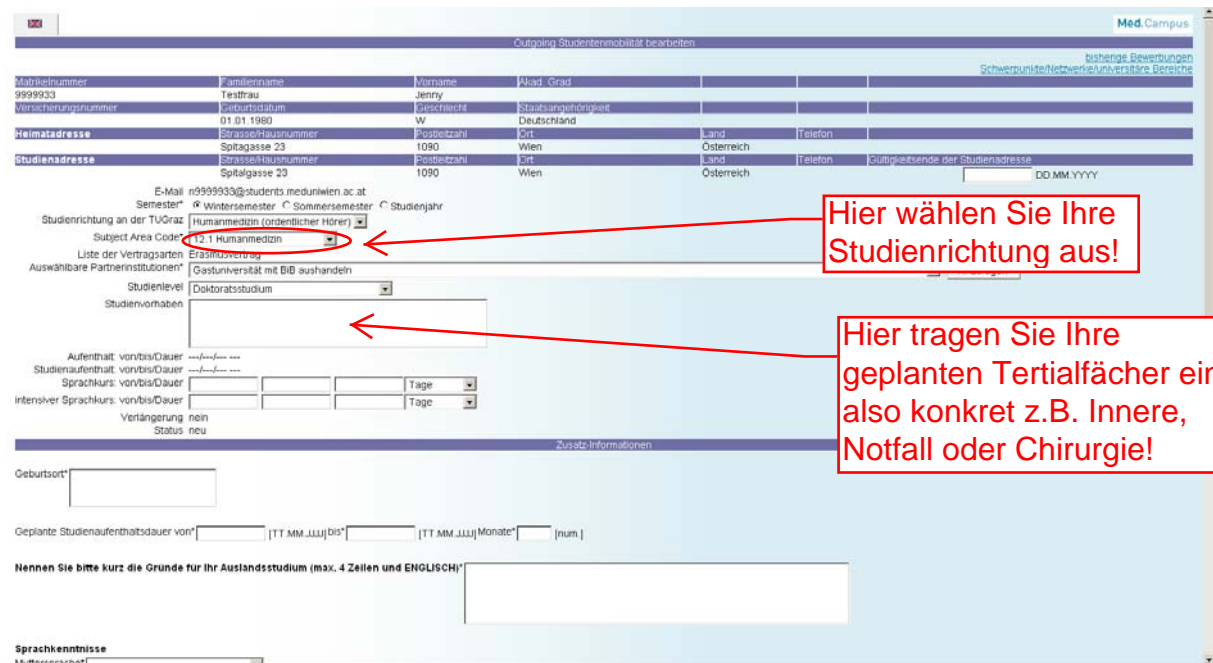 Med.Campus
Outgoing Studentenmobilität bearbeiten
bisherige Bewerbungen
Schwerpunkte/Netzwerke/universitäre Bereiche
Matrikelnummer Familienname Vorname Akad. Grad
9999933 Testfrau Jenny
Versicherungsnummer Geburtsdatum Geschlecht Staatsangehörigkeit
01.01.1980 W Deutschland
Heimatadresse Strasse/Hausnummer Postleitzahl Ort Land Telefon
Spitagasse 23 1090 Wien Österreich
Studienadresse Strasse/Hausnummer Postleitzahl Ort Land Telefon Gültigkeitsende der Studienadresse
Spitalgasse 23 1090 Wien Österreich DD.MM.YYYY
E-Mail n9999933@students.meduniwien.ac.at
Semester* Wintersemester Sommersemester Studienjahr
Studienrichtung an der TUGraz Humanmedizin (ordentlicher Hörer)
Subject Area Code* 12.1 Humanmedizin
Hier wählen Sie Ihre
Studienrichtung aus!
Liste der Vertragsarten Erasmusvertrag
Auswählbare Partnerinstitutionen* Gastuniversität mit BIB aushandeln
Studienlevel Doktoratsstudium
Studienvorhaben
Hier tragen Sie Ihre
geplanten Tertialfächer ein
also konkret z.B. Innere,
Notfall oder Chirurgie!
Aufenthalt: von/bis/Dauer ---/---/--- ---
Studienaufenthalt: von/bis/Dauer ---/---/--- ---
Sprachkurs: von/bis/Dauer Tage
intensiver Sprachkurs: von/bis/Dauer Tage
Verlängerung nein
Status neu
Zusatz-Informationen
Geburtsort*
Geplante Studienaufenthaltsdauer von* [TT.MM.JJJJ] bis* [TT.MM.JJJJ] Monate* [num.]
Nennen Sie bitte kurz die Gründe für Ihr Auslandsstudium (max. 4 Zeilen und ENGLISCH)*
Sprachkenntnisse
Muttersprache*